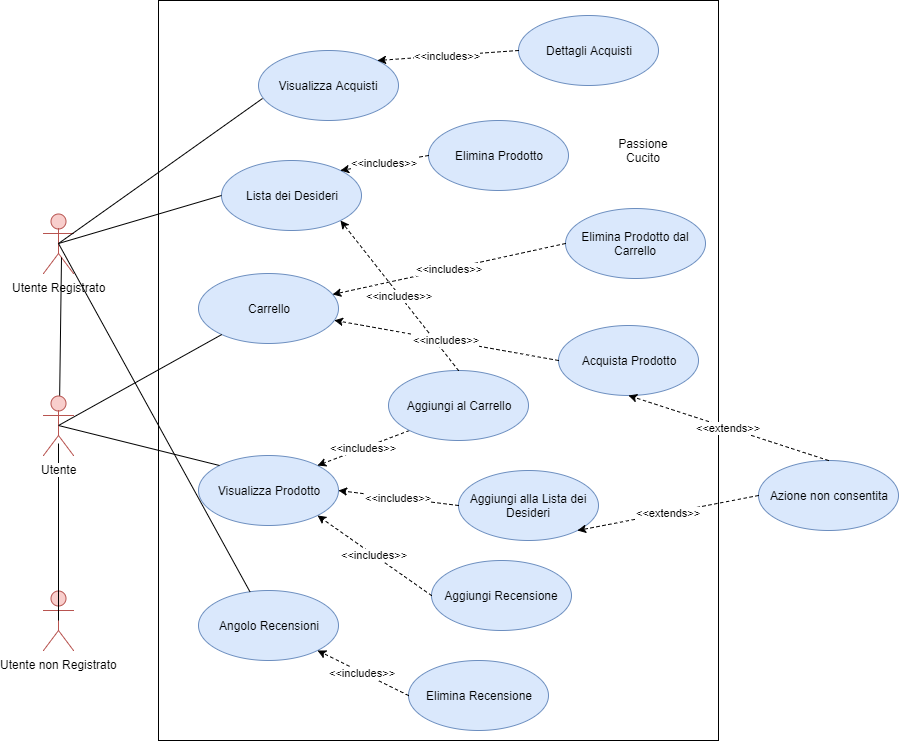 Dettagli Acquisti
<<includes>>
Visualizza Acquisti
Passione
Cucito
Elimina Prodotto
<<includes>>
Lista dei Desideri
Elimina Prodotto dal
Carrello
<<includes>>
Utente Registrato
<<includes>>
Carrello
<<includes>>
Acquista Prodotto
Aggiungi al Carrello
<<extends>>
<<includes>>
Utente
Visualizza Prodotto
<<includes>>
Aggiungi alla Lista dei
Desideri
Azione non consentita
<<extends>>
<<includes>>
Aggiungi Recensione
Angolo Recensioni
Utente non Registrato
<<includes>>
Elimina Recensione